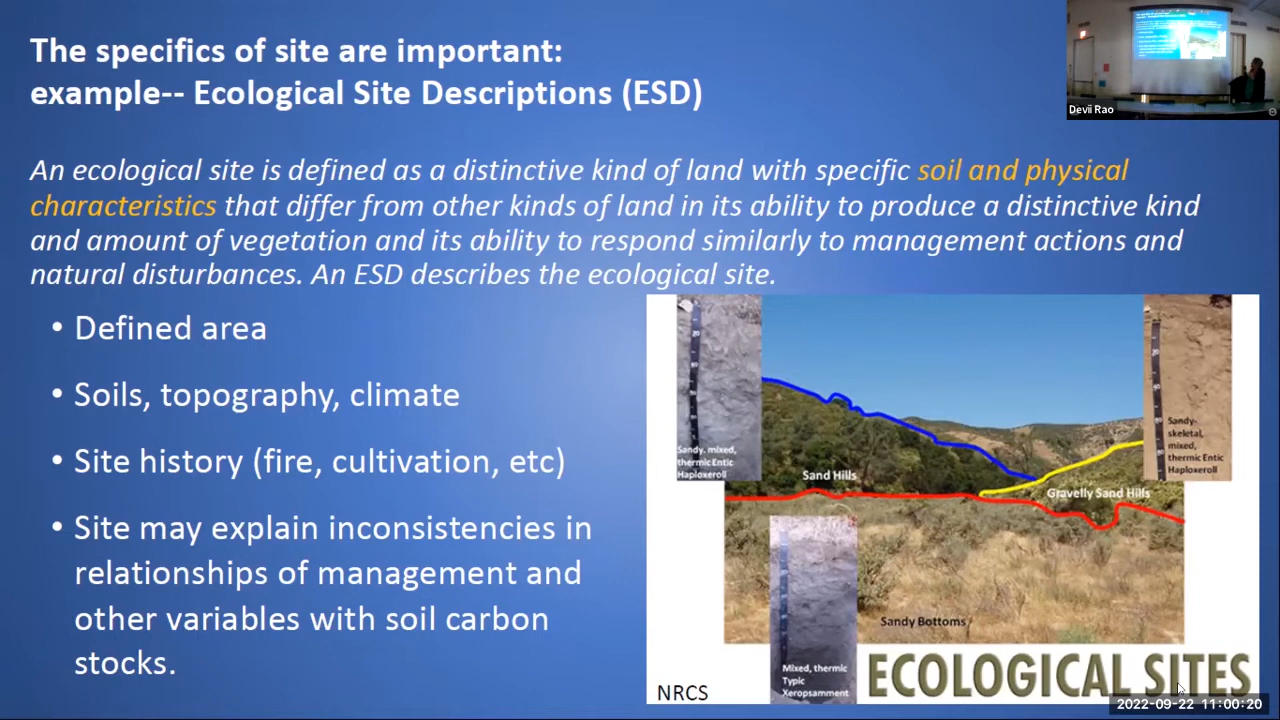 The specifics of site are important:
example-- Ecological Site Descriptions (ESD)
Devii Rao
An ecological site is defined as a distinctive kind of land with specific soil and physical
characteristics that differ from other kinds of land in its ability to produce a distinctive kind
and amount of vegetation and its ability to respond similarly to management actions and
natural disturbances. An ESD describes the ecological site.
• Defined area
• Soils, topography, climate
• Site history (fire, cultivation, etc)
• Site may explain inconsistencies in
relationships of management and
other variables with soil carbon
stocks.
Sandy. mixed,
thermic Entic
Haploxeroll
Sandy-
skeletal,
mixed,
thermic Entic
Haploxeroll
Sand Hills
Gravelly Sand Hills
Sandy Bottoms
Mixed, thermic
Typic
Xeropsamment
NRCS
ECOLOGICAL SITES
2022-09-22 11:00:20